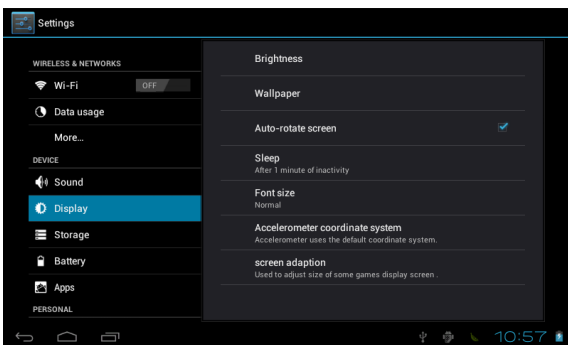 Settings
WIRELESS & NETWORKS
Wi-Fi OFF
Data usage
More...
DEVICE
Sound
Display
Storage
Battery
Apps
PERSONAL
Brightness
Wallpaper
Auto-rotate screen
Sleep
After 1 minute of inactivity
Font size
Normal
Accelerometer coordinate system
Accelerometer uses the default coordinate system.
screen adaption
Used to adjust size of some games display screen .
10:57